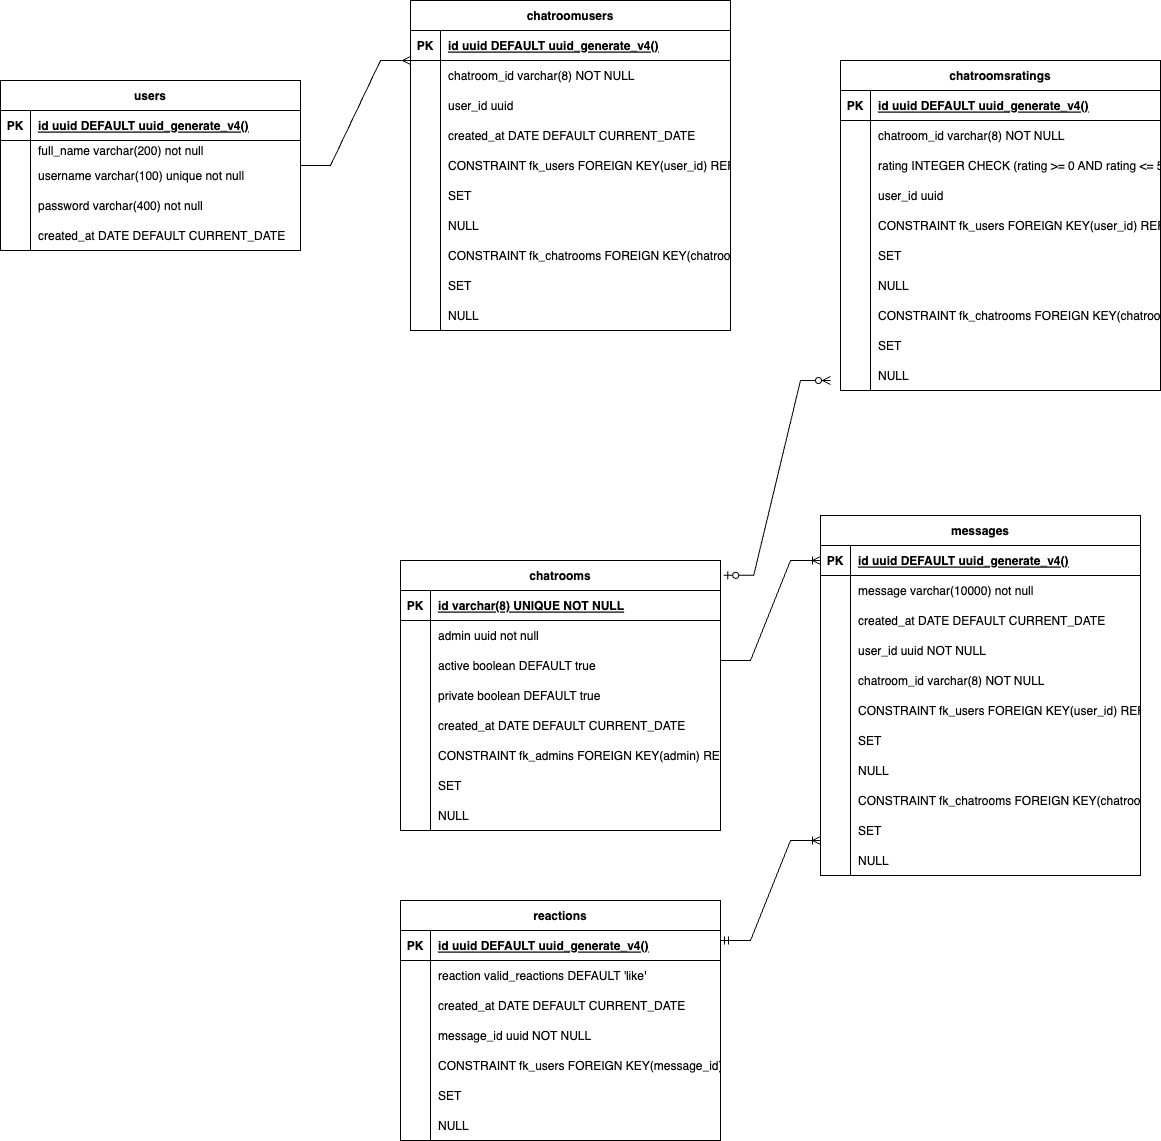 chatroomusers
PK id uuid DEFAULT uuid_generate_v4()
chatroom_id varchar(8) NOT NULL
user_id uuid
created_at DATE DEFAULT CURRENT_DATE
CONSTRAINT fk_users FOREIGN KEY(user_id)
SET
NULL
CONSTRAINT fk_chatrooms FOREIGN
SET
NULL
users
PK id uuid DEFAULT uuid_generate_v4()
full_name varchar(200) not null
username varchar(100) unique not null
password varchar(400) not null
created_at DATE DEFAULT CURRENT_DATE
chatroomsratings
PK id uuid DEFAULT uuid_generate_v4()
chatroom_id varchar(8) NOT NULL
rating INTEGER CHECK (rating >= 0 AND rating <=
user_id uuid
CONSTRAINT fk_users FOREIGN KEY(user_id)
SET
NULL
CONSTRAINT fk_chatrooms FOREIGN KEY(chatroo
SET
NULL
chatrooms
PK id varchar(8) UNIQUE NOT NULL
admin uuid not null
active boolean DEFAULT true
private boolean DEFAULT true
created_at DATE DEFAULT CURRENT_DATE
CONSTRAINT fk_admins FOREIGN KEY(admin) RE
SET
NULL
messages
PK id uuid DEFAULT uuid_generate_v4()
message varchar(10000) not null
created_at DATE DEFAULT CURRENT_DATE
user_id uuid NOT NULL
chatroom_id varchar(8) NOT NULL
CONSTRAINT fk_users FOREIGN KEY(user_id)
SET
NULL
CONSTRAINT fk_chatrooms FOREIGN KEY(chatroo
SET
NULL
reactions
PK id uuid DEFAULT uuid_generate_v4()
reaction valid_reactions DEFAULT 'like'
created_at DATE DEFAULT CURRENT_DATE
message_id uuid NOT NULL
CONSTRAINT fk_users FOREIGN KEY(message_id)
SET
NULL